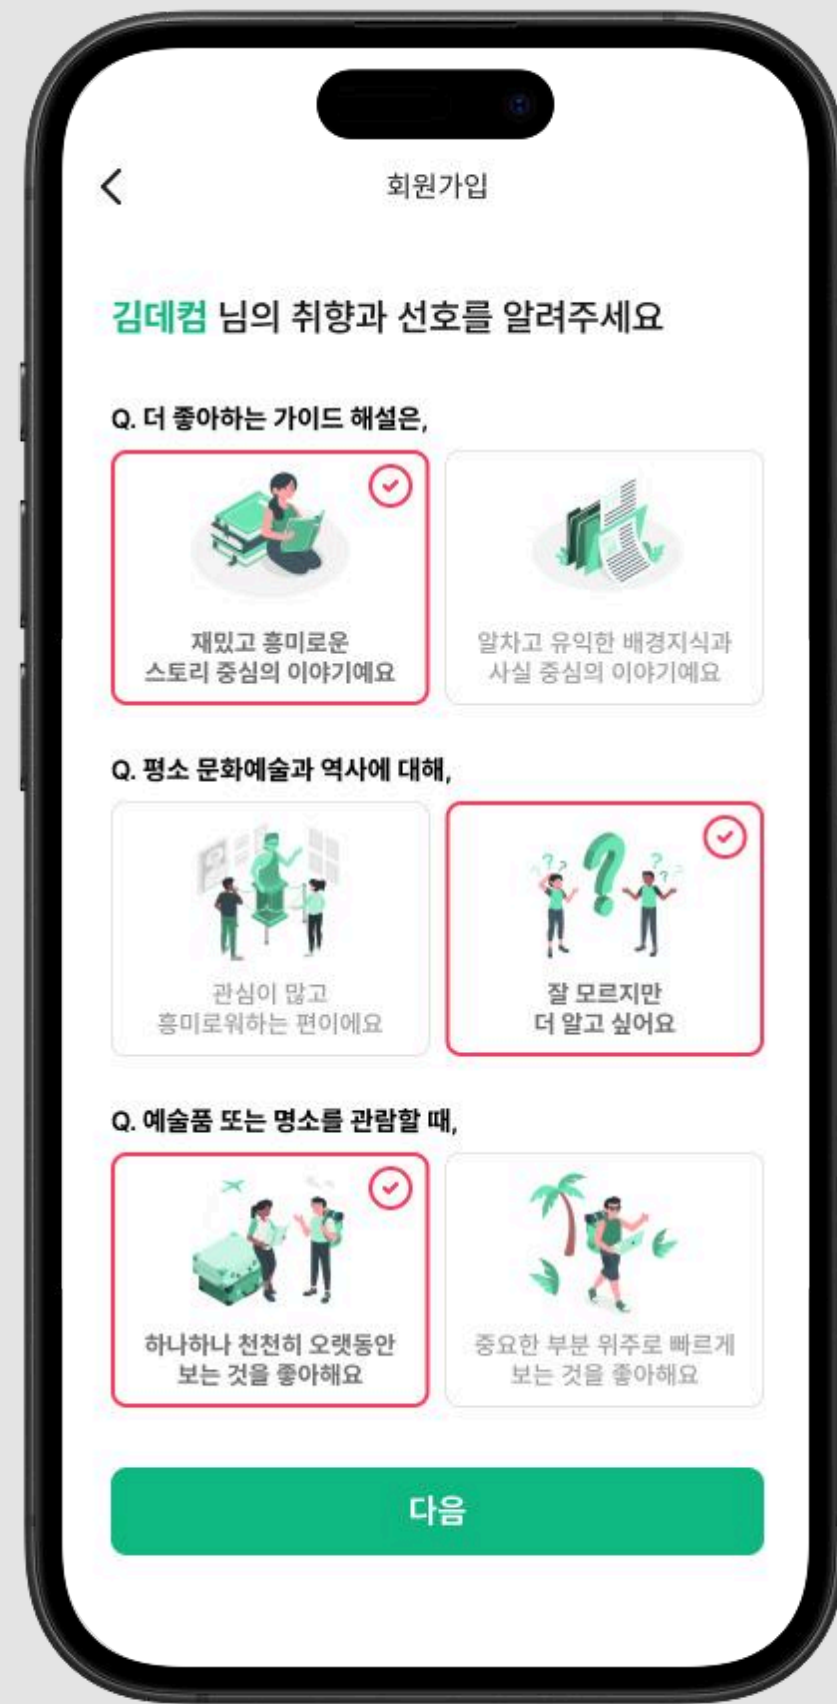 회원가입
김데컴 님의 취향과 선호를 알려주세요
Q. 더 좋아하는 가이드 해설은,
재밌고 흥미로운
스토리 중심의 이야기예요
알차고 유익한 배경지식과
사실 중심의 이야기예요
Q. 평소 문화예술과 역사에 대해,
관심이 많고
흥미로워하는 편이에요
? ?
?
? ?
?
잘 모르지만
더 알고 싶어요
Q. 예술품 또는 명소를 관람할 때,
하나하나 천천히 오랫동안
보는 것을 좋아해요
중요한 부분 위주로 빠르게
보는 것을 좋아해요
다음